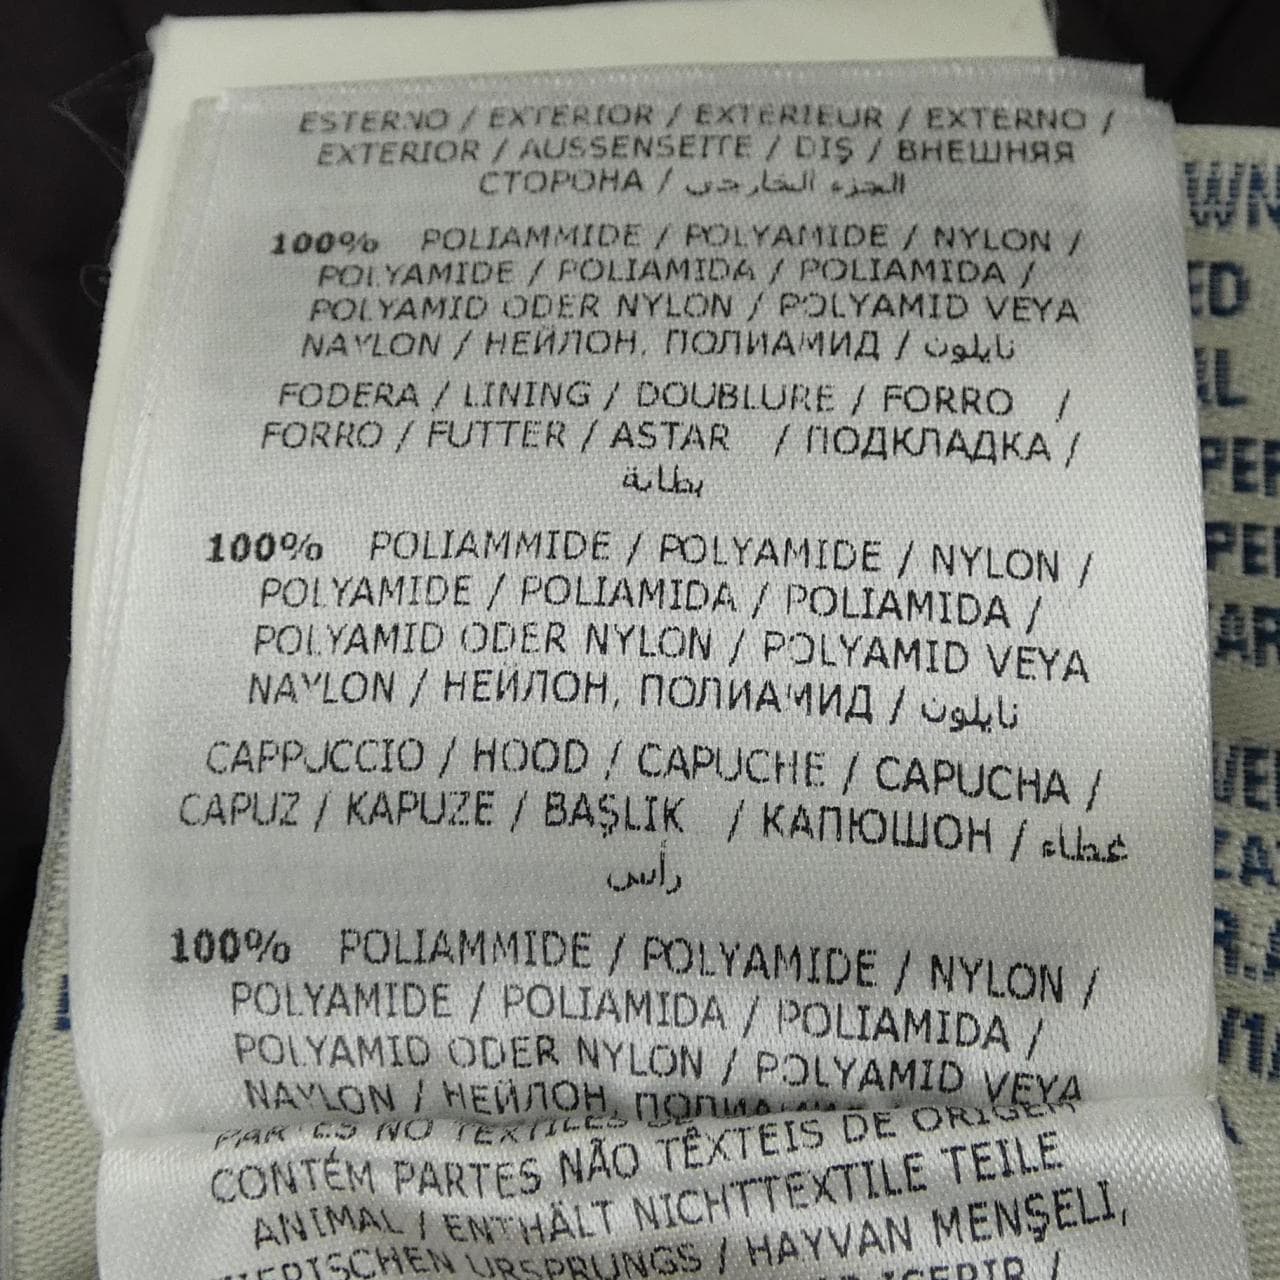 ESTERNO / EXTERIOR / EXTERIEUR / EXTERNO /
EXTERIOR / AUSSENSEITE / DIŞ / ВНЕШНЯЯ
СТОРОНА / الجزء الخارجي
100% POLIAMMIDE / POLYAMIDE / NYLON /
POLYAMIDE / POLIAMIDA / POLIAMIDA /
POLYAMID ODER NYLON / POLYAMID VEYA
NAYLON / НЕЙЛОН, ПОЛИАМИД / نايلون
FODERA / LINING / DOUBLURE / FORRO /
FORRO / FUTTER / ASTAR / ПОДКЛАДКА /
بطانة
100% POLIAMMIDE / POLYAMIDE / NYLON /
POLYAMIDE / POLIAMIDA / POLIAMIDA /
POLYAMID ODER NYLON / POLYAMID VEYA
NAYLON / НЕЙЛОН, ПОЛИАМИД / نايلون
CAPPUCCIO / HOOD / CAPUCHE / CAPUCHA /
CAPUZ / KAPUZE / BAŞLIK / КАПЮШОН / غطاء
رأس
100% POLIAMMIDE / POLYAMIDE / NYLON /
POLYAMIDE / POLIAMIDA / POLIAMIDA /
POLYAMID ODER NYLON / POLYAMID VEYA
NAYLON / НЕЙЛОН,
NO
CONTÉM PARTES NÃO TÊXTEIS DE ORIGEM
ANIMAL / ENTHÄLT NICHTTEXTILE TEILE
URSPRUNGS / HAYVAN MENŞELİ,